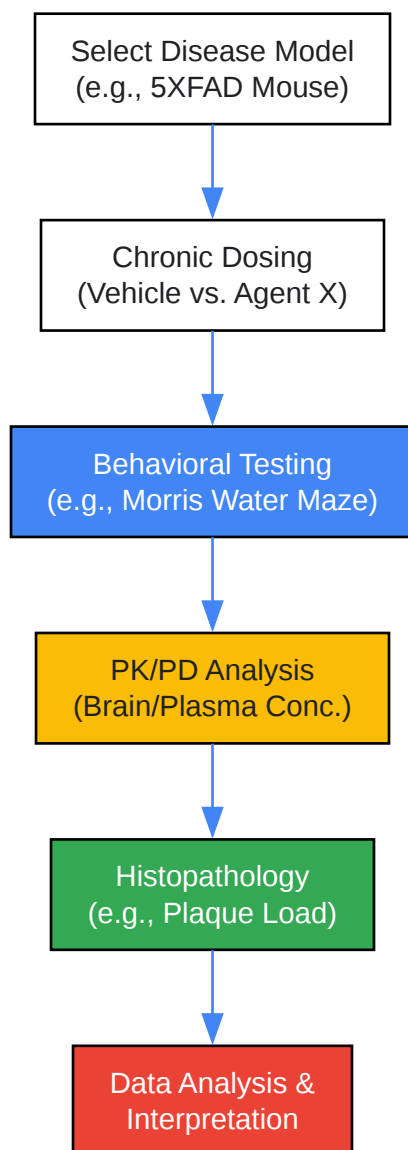 Select Disease Model
(e.g., 5XFAD Mouse)
Chronic Dosing
(Vehicle vs. Agent X)
Behavioral Testing
(e.g., Morris Water Maze)
PK/PD Analysis
(Brain/Plasma Conc.)
Histopathology
(e.g., Plaque Load)
Data Analysis &
Interpretation